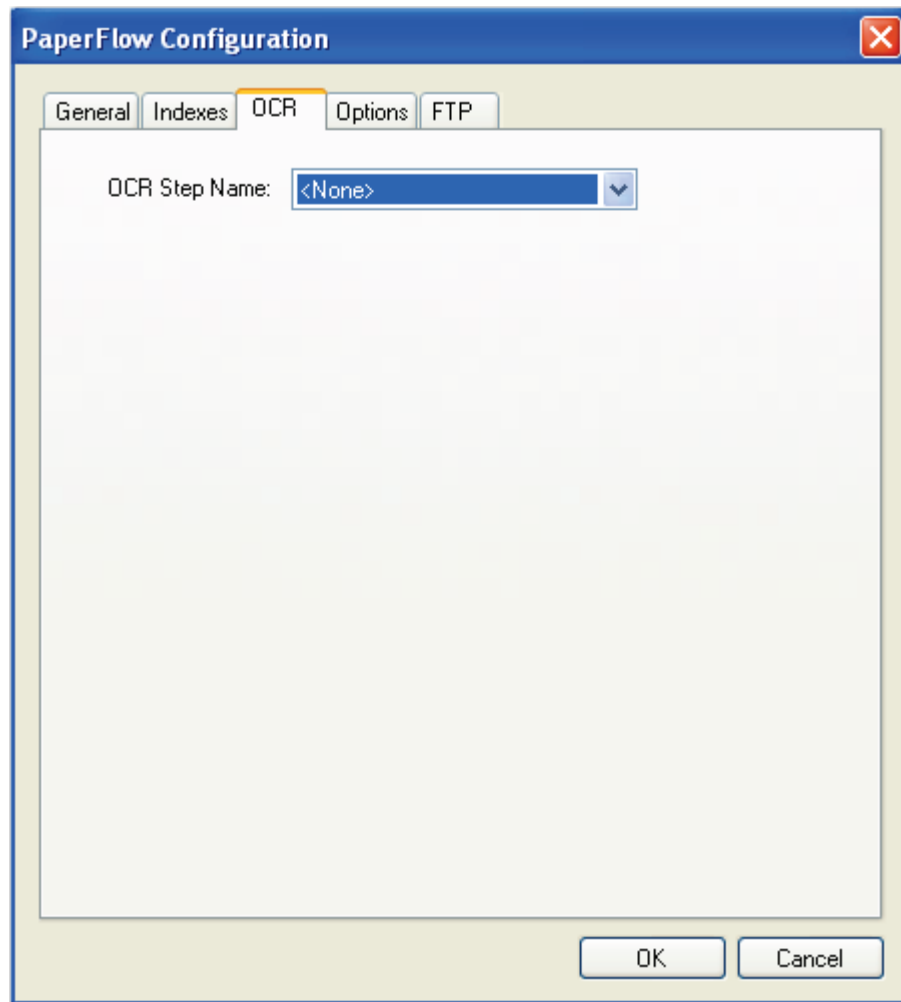 PaperFlow Configuration
General Indexes OCR Options FTP
OCR Step Name: <None>
OK Cancel